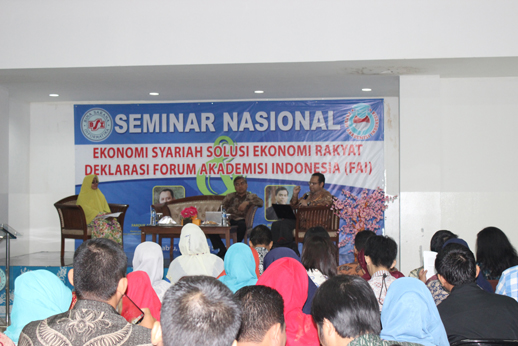 SEMINAR NASIONAL
&
EKONOMI SYARIAH SOLUSI EKONOMI RAKYAT
DEKLARASI FORUM AKADEMISI INDONESIA (FAI)